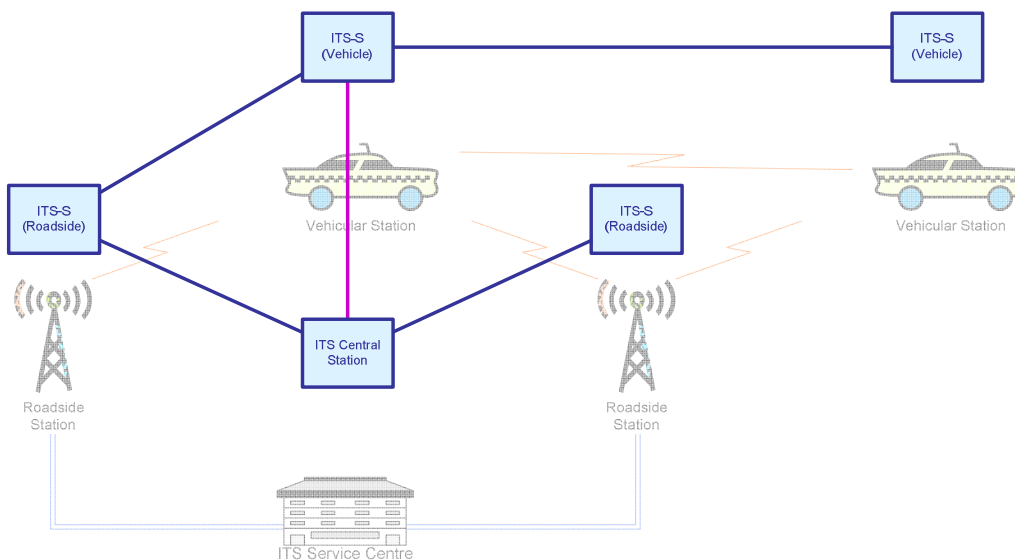 ITS-S
(Vehicle)
ITS-S
(Vehicle)
ITS-S
(Roadside)
Vehicular Station
ITS-S
(Roadside)
Vehicular Station
ITS Central
Station
Roadside
Station
Roadside
Station
ITS Service Centre